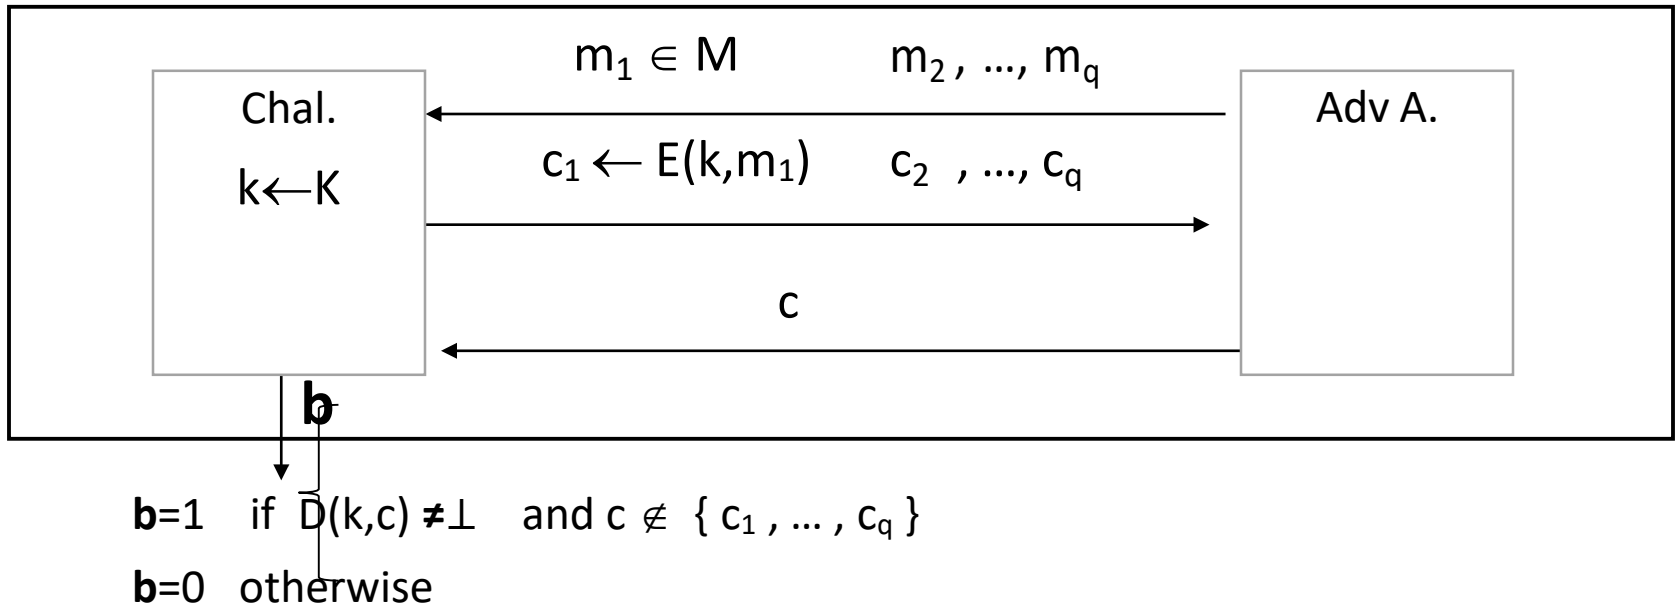 m₁ ∈ M m₂ , …, m_q
Chal.
Adv A.
c₁ ← E(k,m₁) c₂ , …, c_q
k←K
c
b
b=1 if D(k,c) ≠⊥ and c ∉ { c₁ , … , c_q }
b=0 otherwise